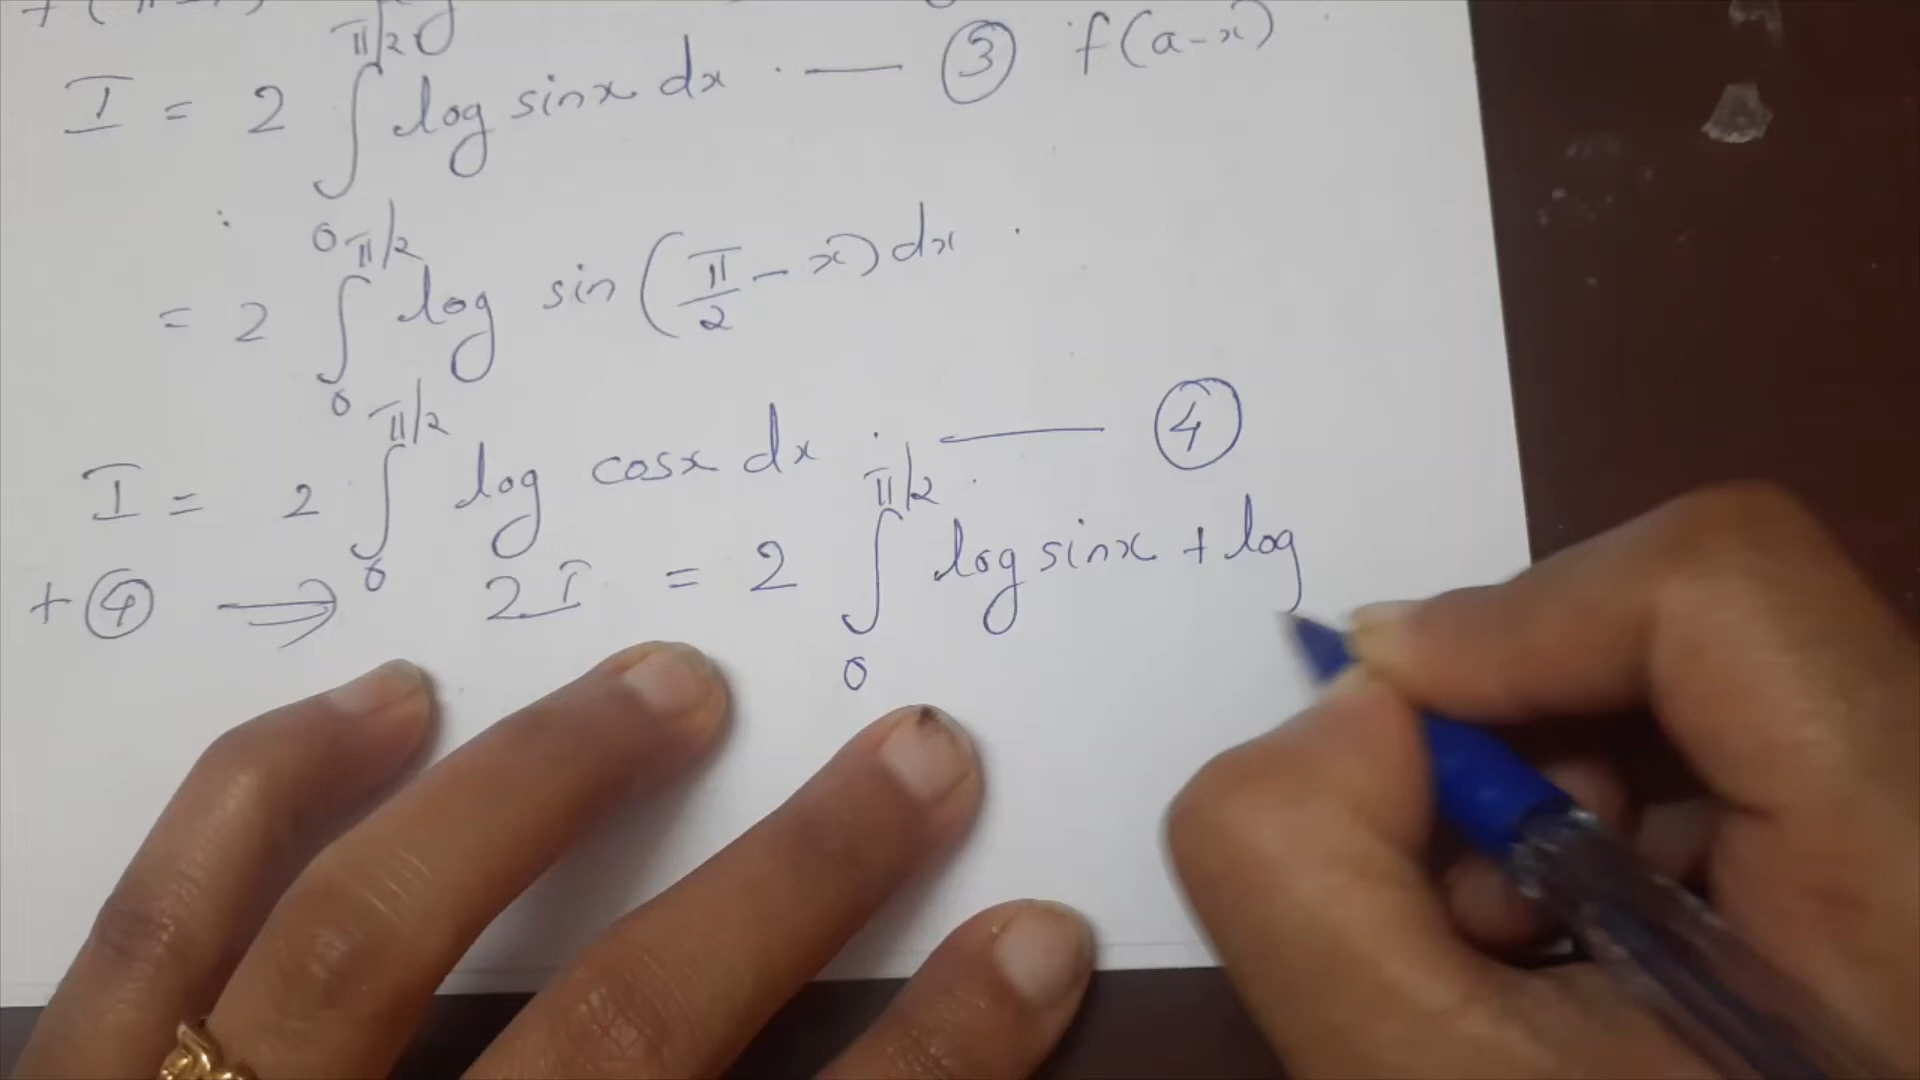 I = 2 ∫₀^{π/2} log sinx dx . — ③ f(a-x)
= 2 ∫₀^{π/2} log sin (π/2 - x) dx .
I = 2 ∫₀^{π/2} log cosx dx . — ④
+ ④ ⟹ 2I = 2 ∫₀^{π/2} log sinx + log